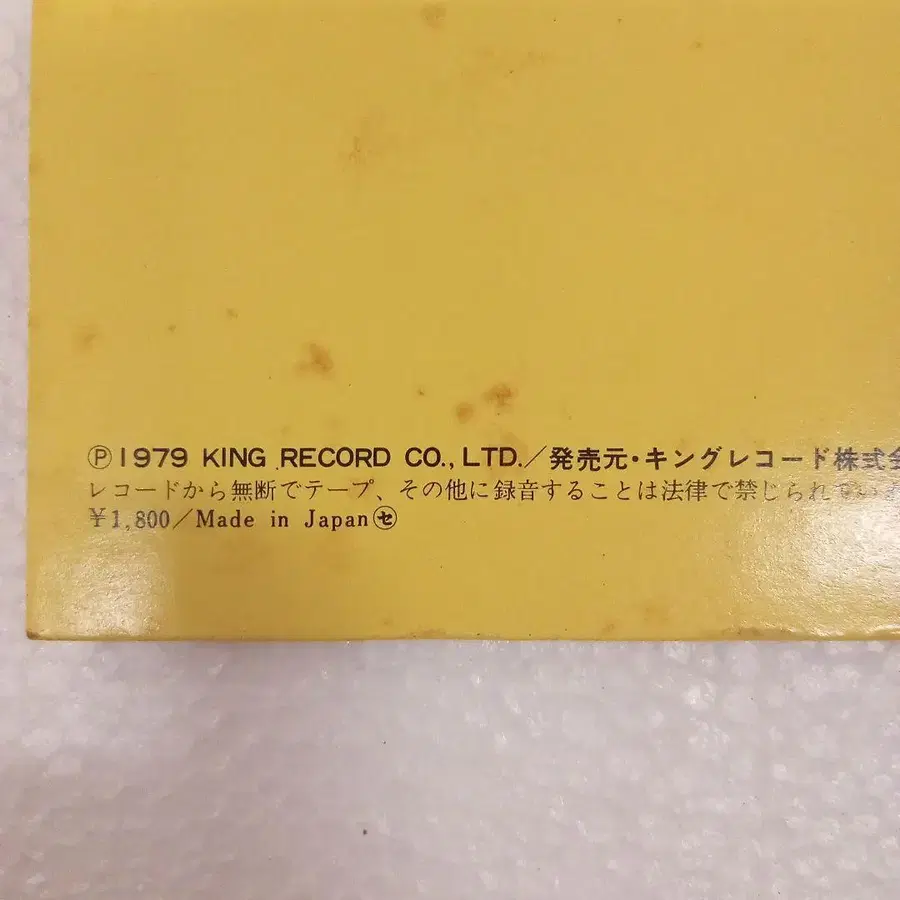 Ⓟ1979 KING RECORD CO., LTD./発売元・キングレコード株式会
レコードから無断でテープ、その他に録音することは法律で禁じられてい
¥1,800/Made in Japan㋝